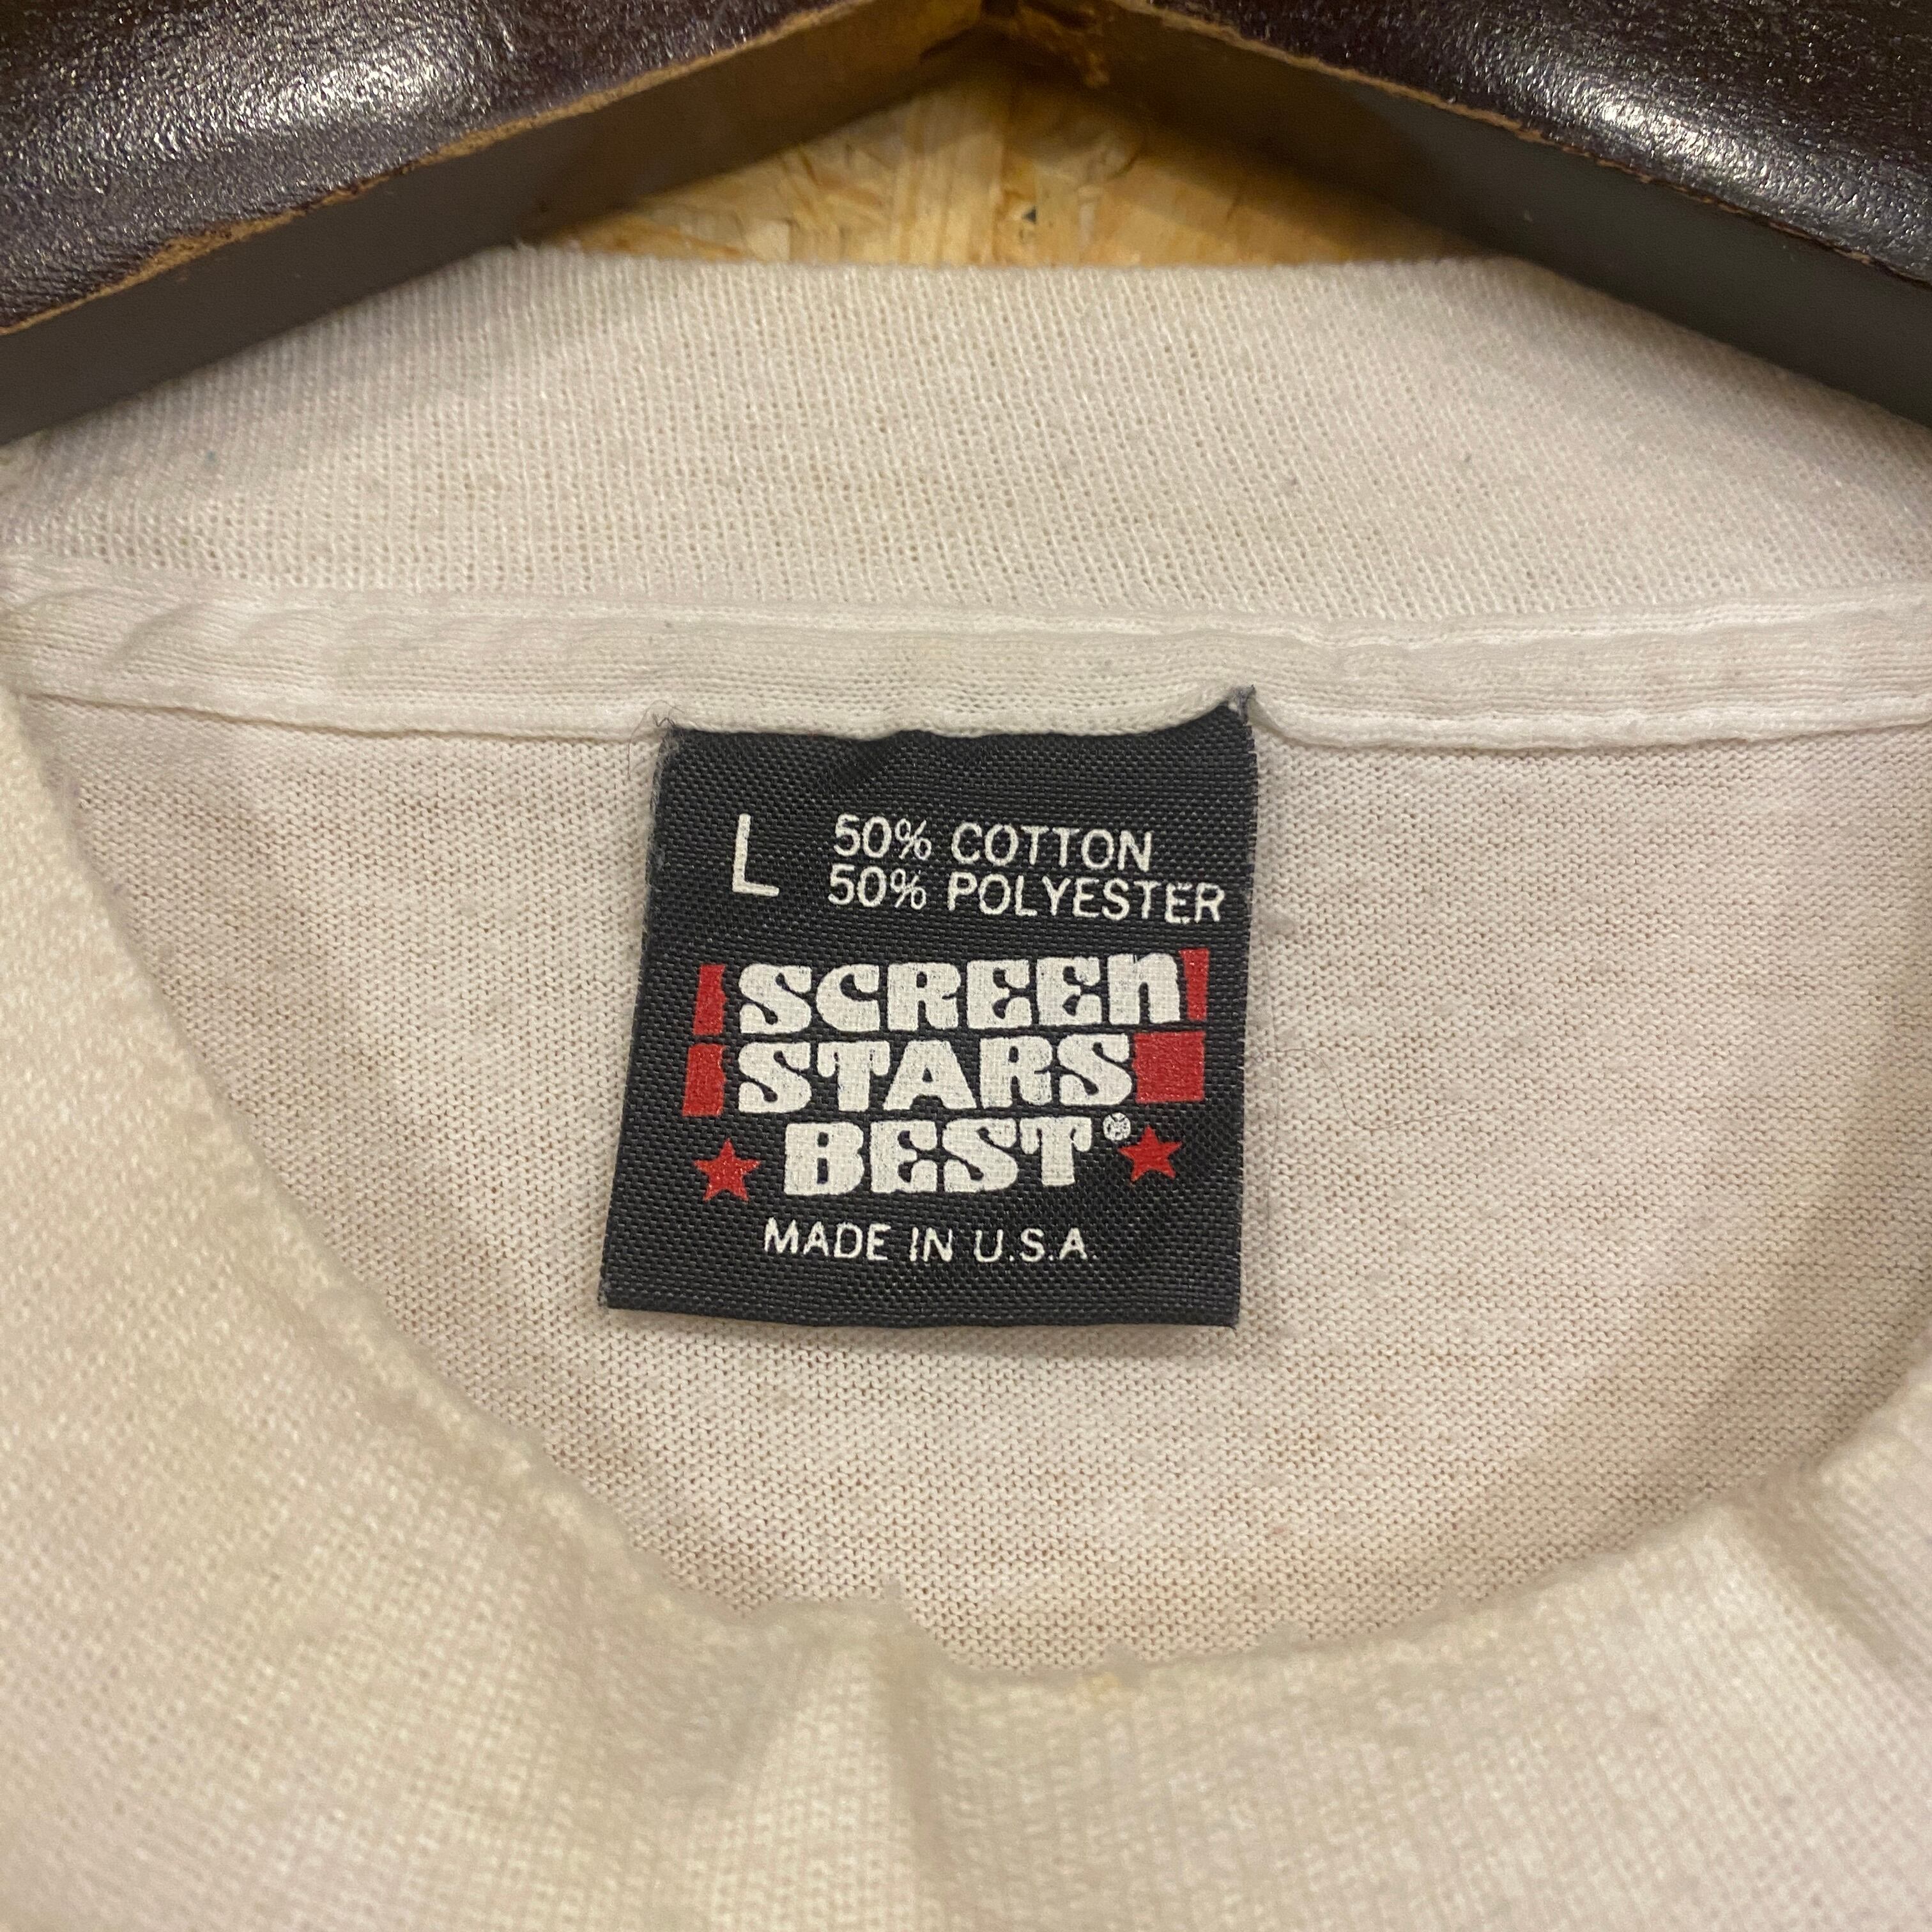 L 50% COTTON
50% POLYESTER
SCREEn
STARS
BEST®
MADE IN U.S.A.